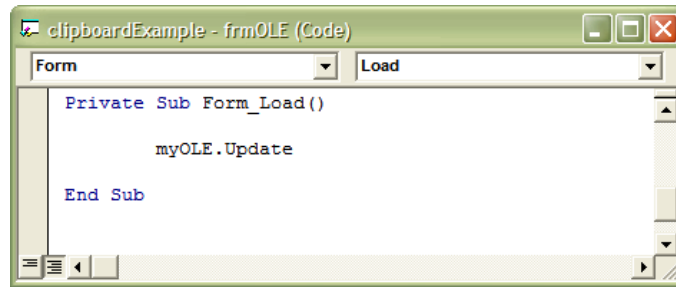 clipboardExample - frmOLE (Code)
Form Load
Private Sub Form_Load()
myOLE.Update
End Sub